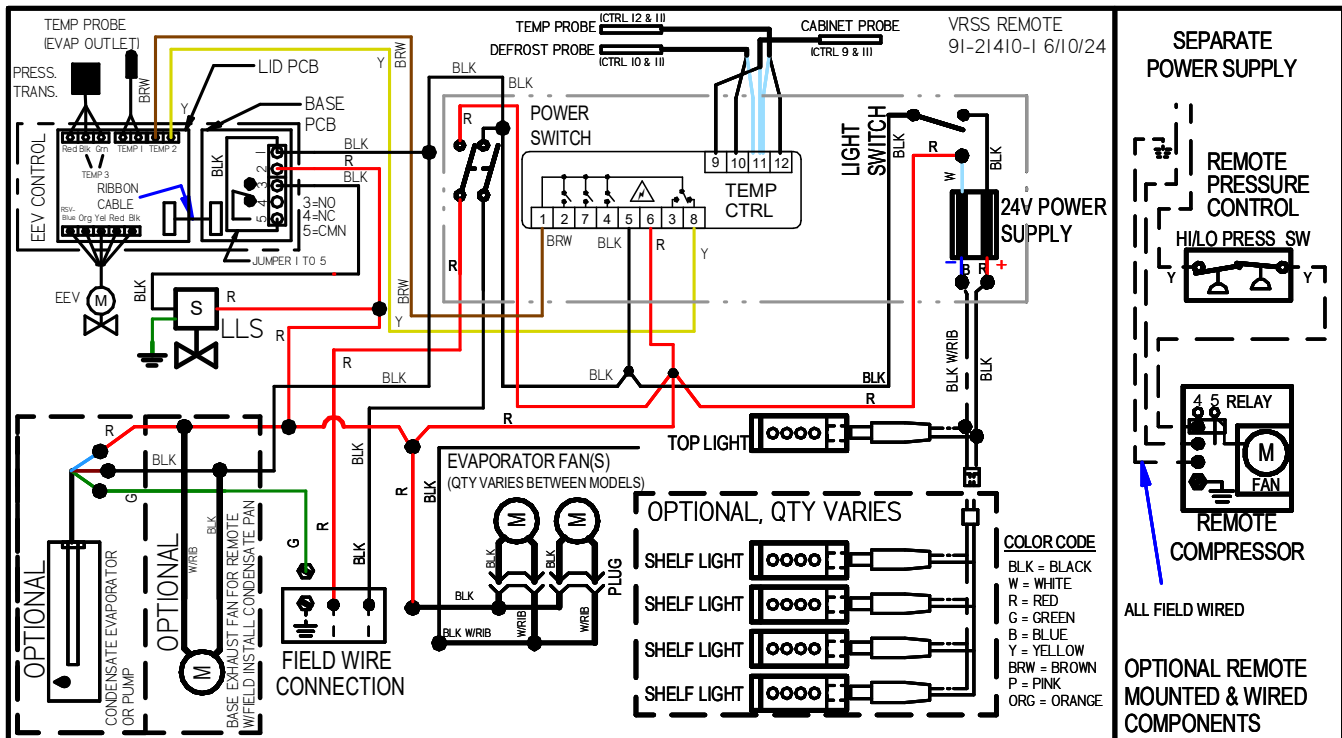 TEMP PROBE
(EVAP OUTLET)
PRESS.
TRANS.
BRW
Y
LID PCB
BASE
PCB
Y
BRW
BLK
BLK
TEMP PROBE
(CTRL 12 & 11)
DEFROST PROBE
(CTRL 10 & 11)
CABINET PROBE
(CTRL 9 & 11)
VRSS REMOTE
91-21410-1 6/10/24
EEV CONTROL
Red Blk Grn
TEMP 1
TEMP 2
TEMP 3
RIBBON
CABLE
RSV-
Blue Org Yel Red Blk
BLK
1
2
3
4
5
BLK
R
BLK
3=NO
4=NC
5=CMN
JUMPER 1 TO 5
EEV
M
BLK
S
R
LLS
R
BRW
Y
R
POWER
SWITCH
9 10 11 12
TEMP
CTRL
1 2 7 4 5 6 3 8
BRW
BLK
R
Y
LIGHT
SWITCH
BLK
R
W
BLK
24V POWER
SUPPLY
- B R +
R
R
BLK
BLK
BLK
R
R
BLK W/RIB
BLK
OPTIONAL
R
BLK
G
CONDENSATE EVAPORATOR
OR PUMP
OPTIONAL
W/RIB
BLK
M
BASE EXHAUST FAN FOR REMOTE
W/FIELD INSTALL CONDENSATE PAN
G
R
BLK
BLK
FIELD WIRE
CONNECTION
R
BLK
EVAPORATOR FAN(S)
(QTY VARIES BETWEEN MODELS)
M
M
BLK
BLK
PLUG
BLK
W/RIB
W/RIB
BLK W/RIB
TOP LIGHT
OPTIONAL, QTY VARIES
SHELF LIGHT
SHELF LIGHT
SHELF LIGHT
SHELF LIGHT
COLOR CODE
BLK = BLACK
W = WHITE
R = RED
G = GREEN
B = BLUE
Y = YELLOW
BRW = BROWN
P = PINK
ORG = ORANGE
SEPARATE
POWER SUPPLY
REMOTE
PRESSURE
CONTROL
HI/LO PRESS SW
Y
Y
4 5 RELAY
M
FAN
REMOTE
COMPRESSOR
ALL FIELD WIRED
OPTIONAL REMOTE
MOUNTED & WIRED
COMPONENTS